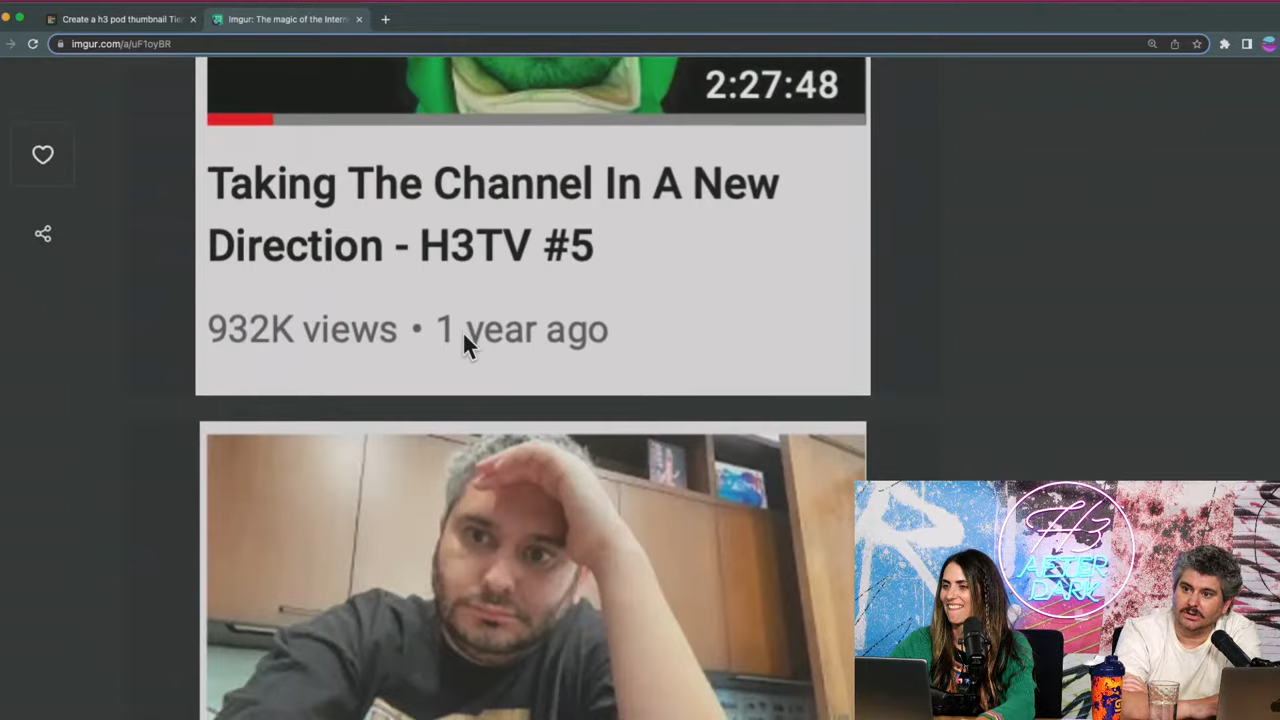 Create a h3 pod thumbnail Tie
Imgur: The magic of the Intern
imgur.com/a/uF1oyBR
2:27:48
Taking The Channel In A New
Direction - H3TV #5
932K views • 1 year ago
H3
AFTER
DARK